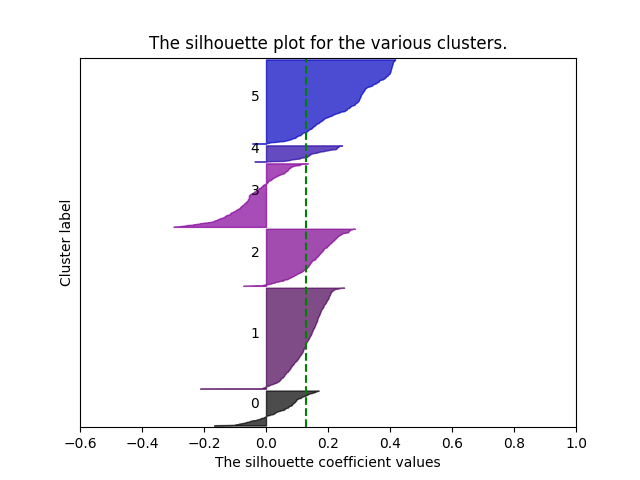 The silhouette plot for the various clusters.
Cluster label
5
4
3
2
1
0
−0.6 −0.4 −0.2 0.0 0.2 0.4 0.6 0.8 1.0
The silhouette coefficient values